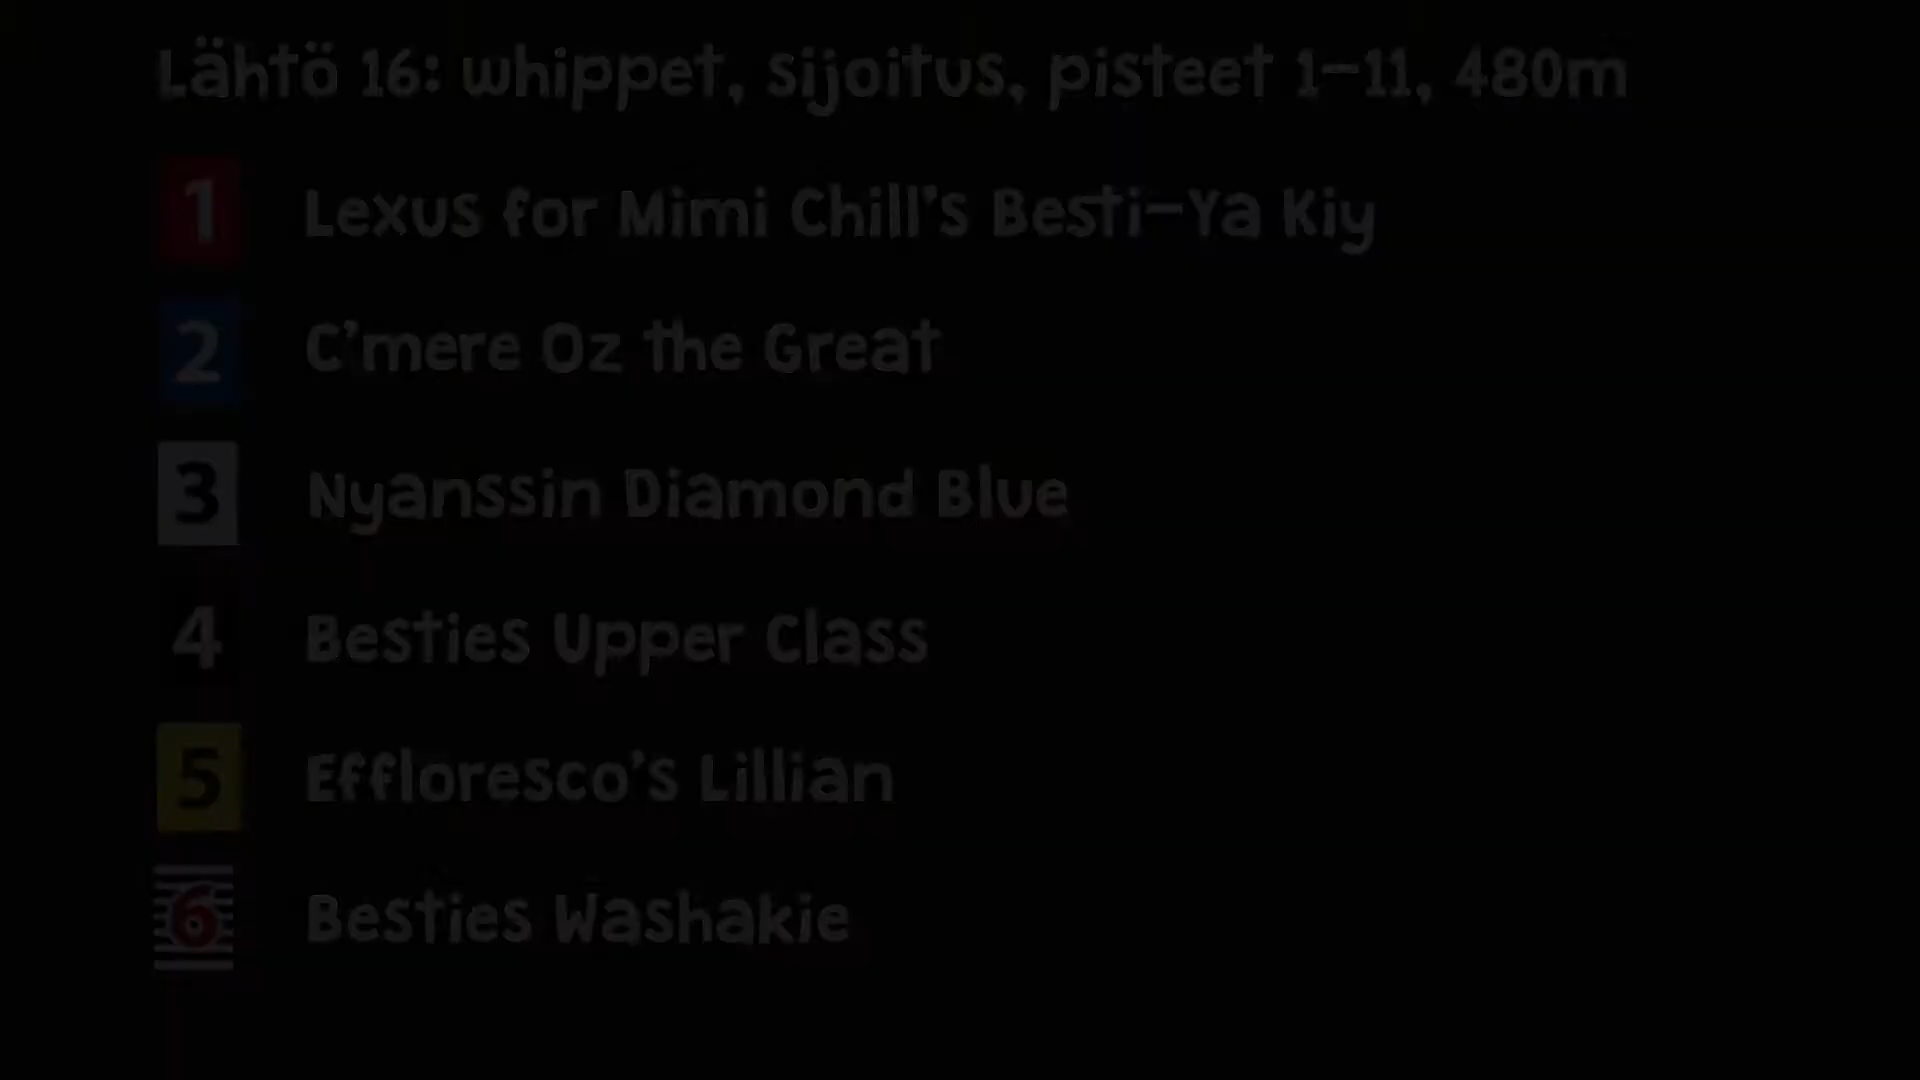 Lähtö 16: whippet, sijoitus, pisteet 1-11, 480m
1 Lexus for Mimi Chill's Besti-Ya Kiy
2 C'mere Oz the Great
3 Nyanssin Diamond Blue
4 Besties Upper Class
5 Effloresco's Lillian
6 Besties Washakie